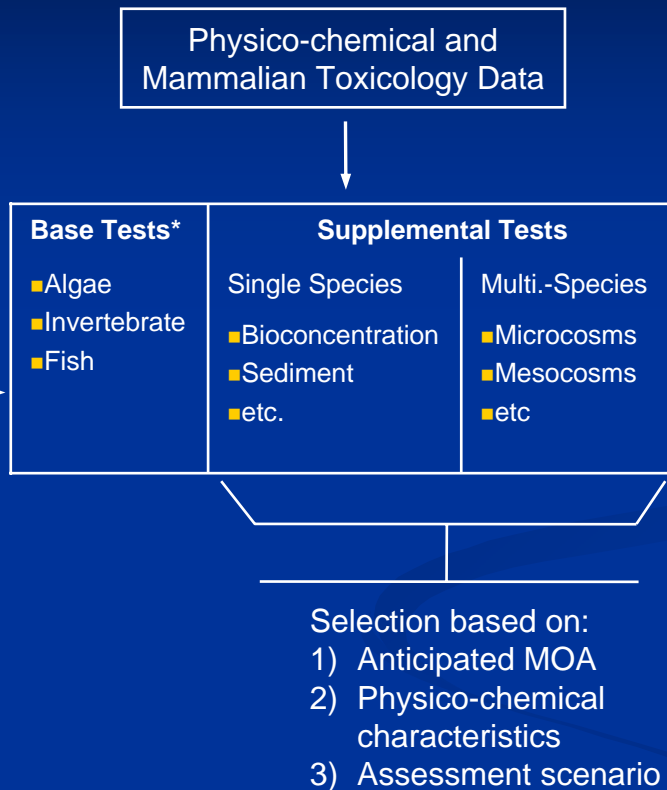 Physico-chemical and
Mammalian Toxicology Data
Base Tests*
■Algae
■Invertebrate
■Fish
Supplemental Tests
Single Species
■Bioconcentration
■Sediment
■etc.
Multi.-Species
■Microcosms
■Mesocosms
■etc
Selection based on:
1) Anticipated MOA
2) Physico-chemical
characteristics
3) Assessment scenario